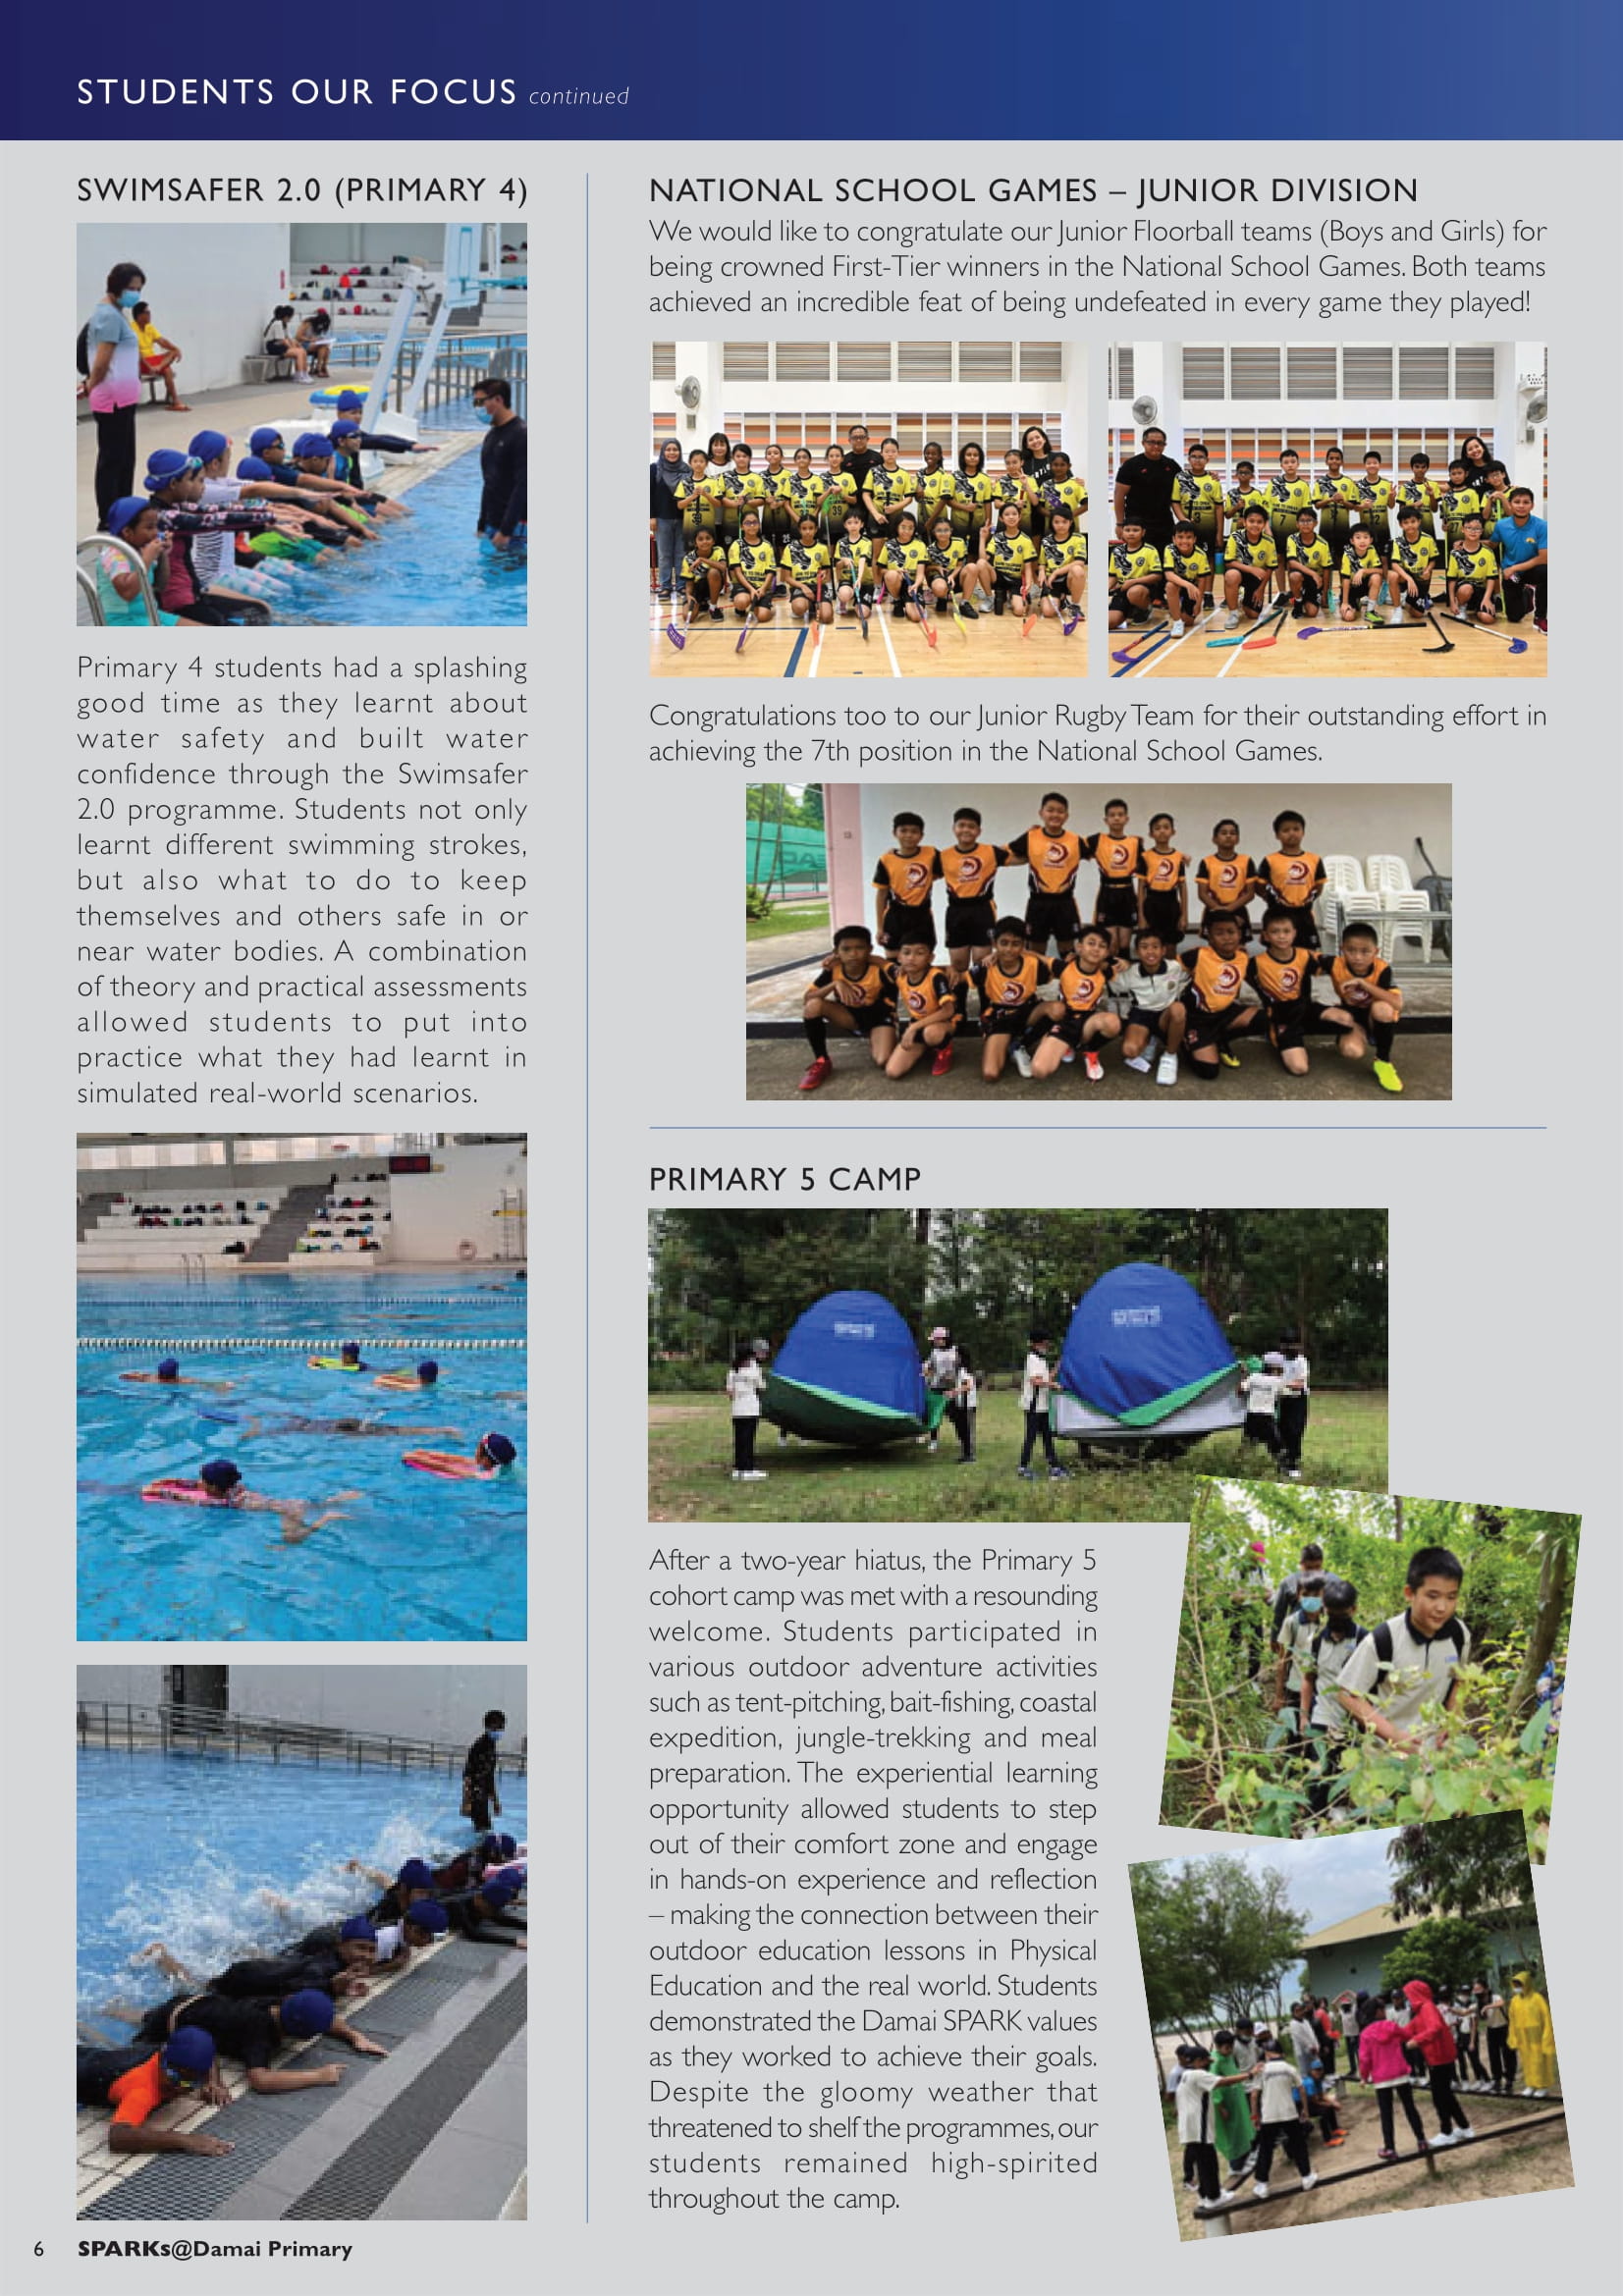 STUDENTS OUR FOCUS continued
SWIMSAFER 2.0 (PRIMARY 4)
Primary 4 students had a splashing
good time as they learnt about
water safety and built water
confidence through the Swimsafer
2.0 programme. Students not only
learnt different swimming strokes,
but also what to do to keep
themselves and others safe in or
near water bodies. A combination
of theory and practical assessments
allowed students to put into
practice what they had learnt in
simulated real-world scenarios.
NATIONAL SCHOOL GAMES – JUNIOR DIVISION
We would like to congratulate our Junior Floorball teams (Boys and Girls) for
being crowned First-Tier winners in the National School Games. Both teams
achieved an incredible feat of being undefeated in every game they played!
Congratulations too to our Junior Rugby Team for their outstanding effort in
achieving the 7th position in the National School Games.
PRIMARY 5 CAMP
After a two-year hiatus, the Primary 5
cohort camp was met with a resounding
welcome. Students participated in
various outdoor adventure activities
such as tent-pitching, bait-fishing, coastal
expedition, jungle-trekking and meal
preparation. The experiential learning
opportunity allowed students to step
out of their comfort zone and engage
in hands-on experience and reflection
– making the connection between their
outdoor education lessons in Physical
Education and the real world. Students
demonstrated the Damai SPARK values
as they worked to achieve their goals.
Despite the gloomy weather that
threatened to shelf the programmes, our
students remained high-spirited
throughout the camp.
6 SPARKs@Damai Primary